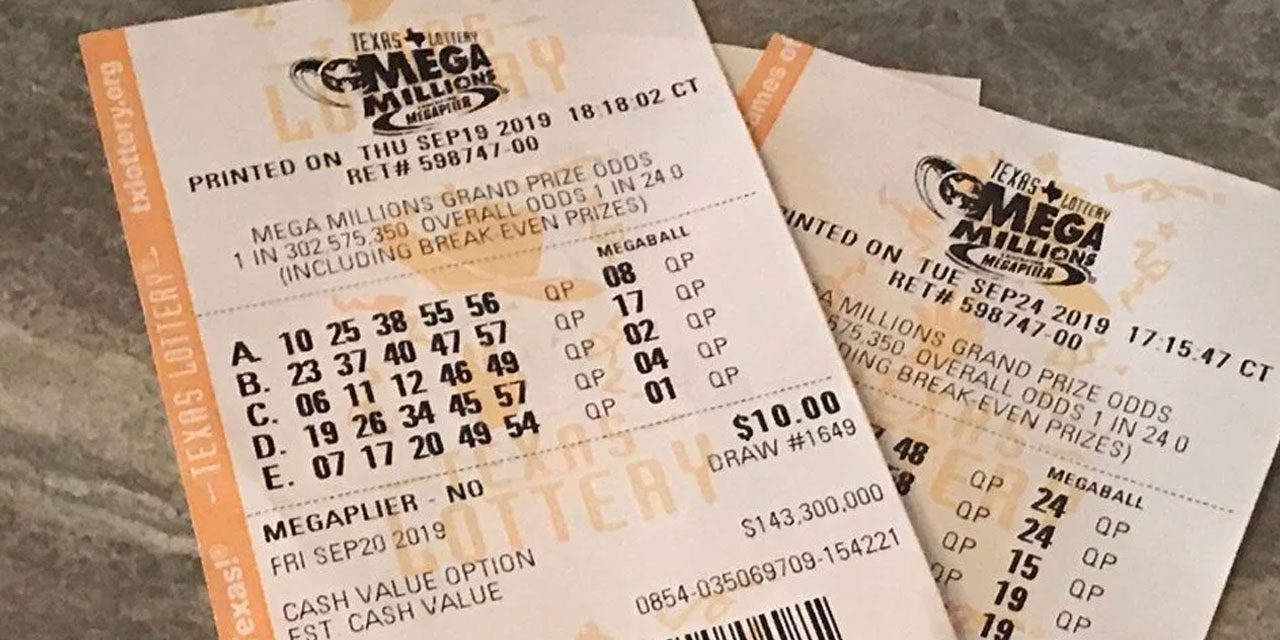 TEXAS LOTTERY
MEGA
MILLIONS
MEGAPLIER
PRINTED ON THU SEP19 2019 18:18:02 CT
RET# 598747-00
MEGA MILLIONS GRAND PRIZE ODDS
1 IN 302,575,350 OVERALL ODDS 1 IN 24.0
(INCLUDING BREAK-EVEN PRIZES)
MEGABALL
A. 10 25 38 55 56 QP 08 QP
B. 23 37 40 47 57 QP 17 QP
C. 06 11 12 46 49 QP 02 QP
D. 19 26 34 45 57 QP 04 QP
E. 07 17 20 49 54 QP 01 QP
$10.00
DRAW #1649
MEGAPLIER - NO
FRI SEP20 2019
CASH VALUE OPTION
EST. CASH VALUE $143,300,000
0854-035069709-154221
txlottery.org
TEXAS LOTTERY
TEXAS
LOTTERY
TEXAS LOTTERY
MEGA
MILLIONS
MEGAPLIER
INTED ON TUE SEP24 2019 17:15:47 CT
RET# 598747-00
A MILLIONS GRAND PRIZE ODDS
575,350 OVERALL ODDS 1 IN 24.0
DING BREAK-EVEN PRIZES)
MEGABALL
48 QP 24 QP
QP 24 QP
QP 15 QP
QP 19 QP
19